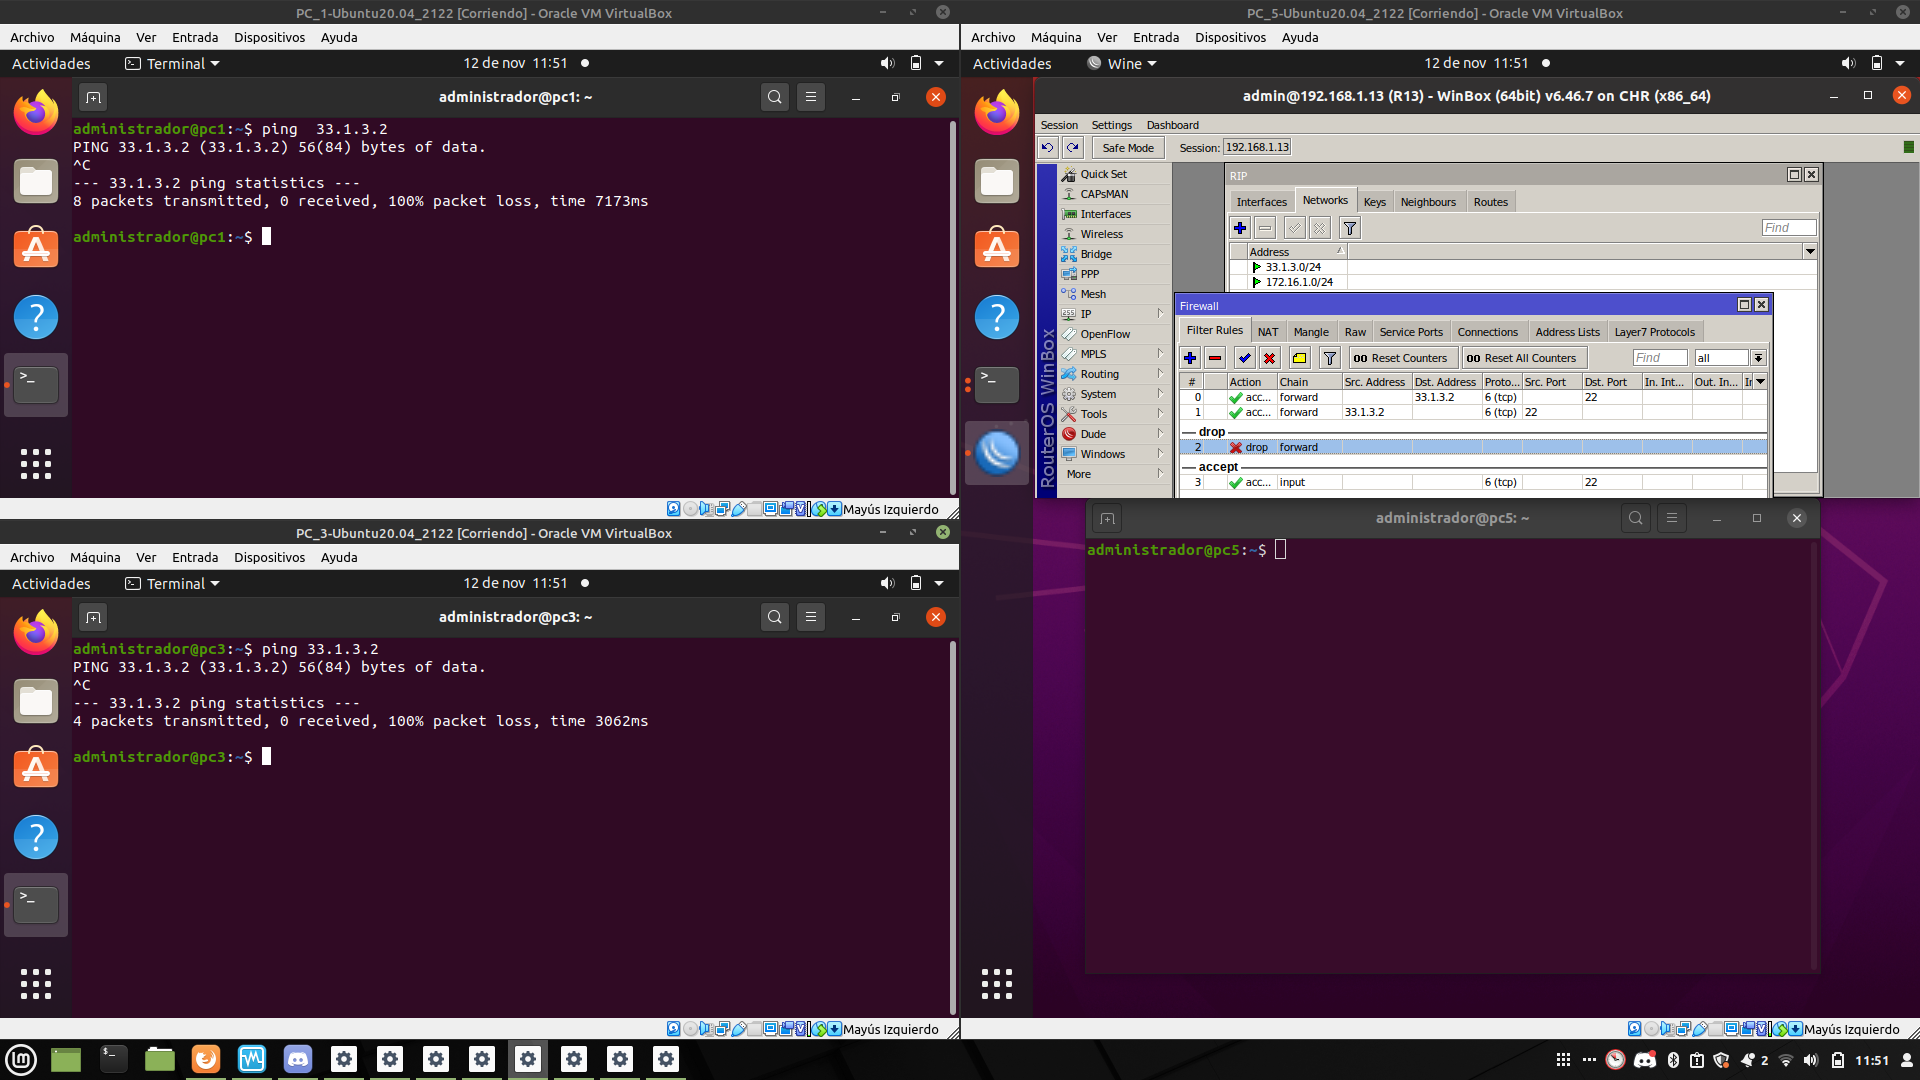 PC_1-Ubuntu20.04_2122 [Corriendo] - Oracle VM VirtualBox
Archivo Máquina Ver Entrada Dispositivos Ayuda
Actividades Terminal 12 de nov 11:51
administrador@pc1: ~
administrador@pc1:~$ ping  33.1.3.2
PING 33.1.3.2 (33.1.3.2) 56(84) bytes of data.
^C
--- 33.1.3.2 ping statistics ---
8 packets transmitted, 0 received, 100% packet loss, time 7173ms
administrador@pc1:~$
Mayús Izquierdo
PC_3-Ubuntu20.04_2122 [Corriendo] - Oracle VM VirtualBox
Archivo Máquina Ver Entrada Dispositivos Ayuda
Actividades Terminal 12 de nov 11:51
administrador@pc3: ~
administrador@pc3:~$ ping 33.1.3.2
PING 33.1.3.2 (33.1.3.2) 56(84) bytes of data.
^C
--- 33.1.3.2 ping statistics ---
4 packets transmitted, 0 received, 100% packet loss, time 3062ms
administrador@pc3:~$
Mayús Izquierdo
PC_5-Ubuntu20.04_2122 [Corriendo] - Oracle VM VirtualBox
Archivo Máquina Ver Entrada Dispositivos Ayuda
Actividades Wine 12 de nov 11:51
admin@192.168.1.13 (R13) - WinBox (64bit) v6.46.7 on CHR (x86_64)
Session Settings Dashboard
Safe Mode Session: 192.168.1.13
RouterOS WinBox
Quick Set
CAPsMAN
Interfaces
Wireless
Bridge
PPP
Mesh
IP
OpenFlow
MPLS
Routing
System
Tools
Dude
Windows
More
RIP
Interfaces Networks Keys Neighbours Routes
Find
Address
33.1.3.0/24
172.16.1.0/24
Firewall
Filter Rules NAT Mangle Raw Service Ports Connections Address Lists Layer7 Protocols
00 Reset Counters 00 Reset All Counters Find all
# Action Chain Src. Address Dst. Address Proto... Src. Port Dst. Port In. Int... Out. In... Ir
0 acc... forward 33.1.3.2 6 (tcp) 22
1 acc... forward 33.1.3.2 6 (tcp) 22
drop
2 drop forward
accept
3 acc... input 6 (tcp) 22
administrador@pc5: ~
administrador@pc5:~$
Mayús Izquierdo
2 11:51